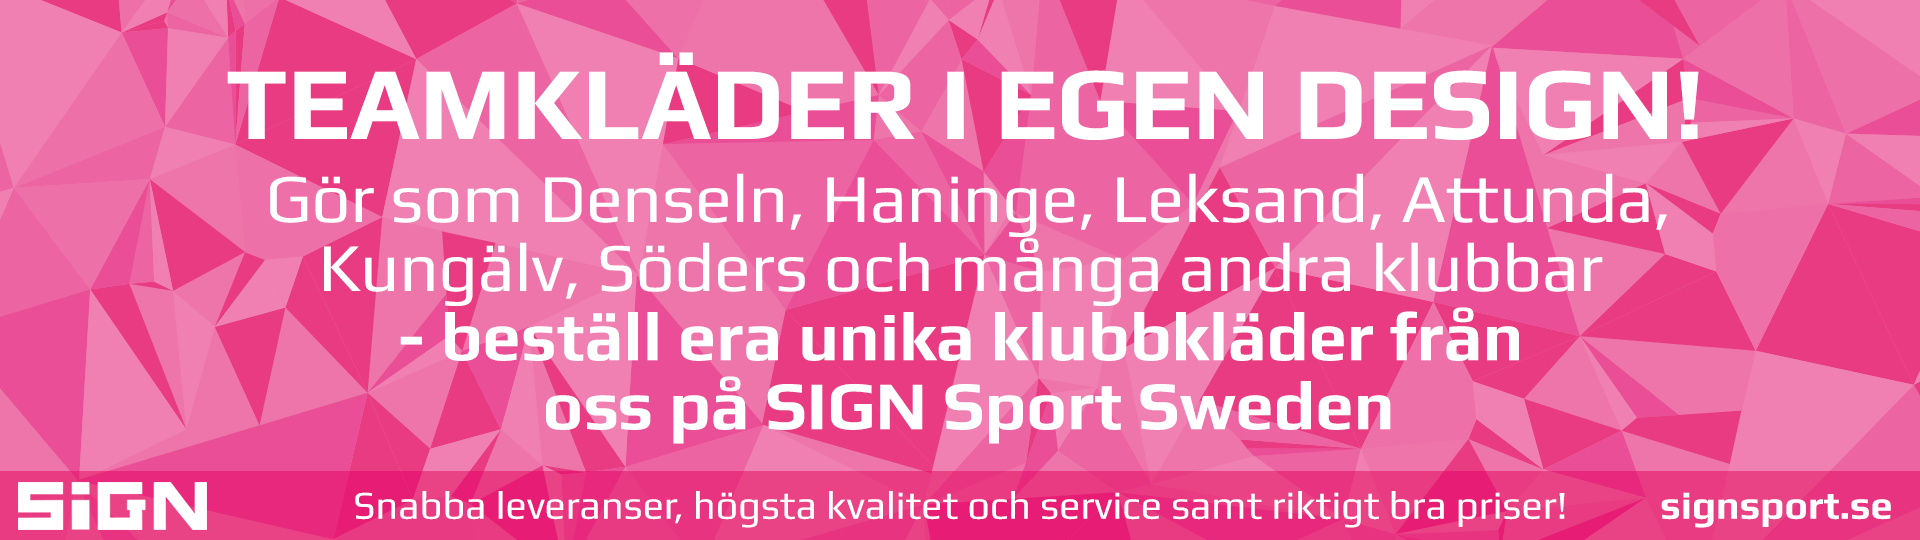 TEAMKLÄDER I EGEN DESIGN!
Gör som Denseln, Haninge, Leksand, Attunda,
Kungälv, Söders och många andra klubbar
- beställ era unika klubbkläder från
oss på SIGN Sport Sweden
SiGN Snabba leveranser, högsta kvalitet och service samt riktigt bra priser! signsport.se